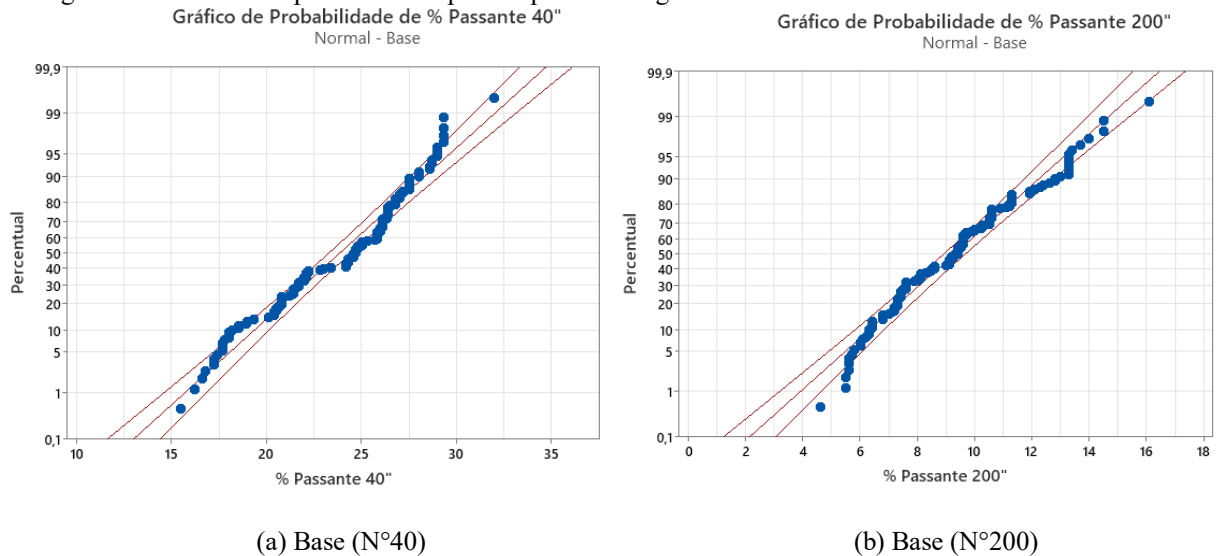 Gráfico de Probabilidade de % Passante 40"
Normal - Base
99,9
99
95
90
80
70
60
50
40
30
20
10
5
1
0,1
Percentual
10 15 20 25 30 35
% Passante 40"
(a) Base (N°40)
Gráfico de Probabilidade de % Passante 200"
Normal - Base
99,9
99
95
90
80
70
60
50
40
30
20
10
5
1
0,1
Percentual
0 2 4 6 8 10 12 14 16 18
% Passante 200"
(b) Base (N°200)